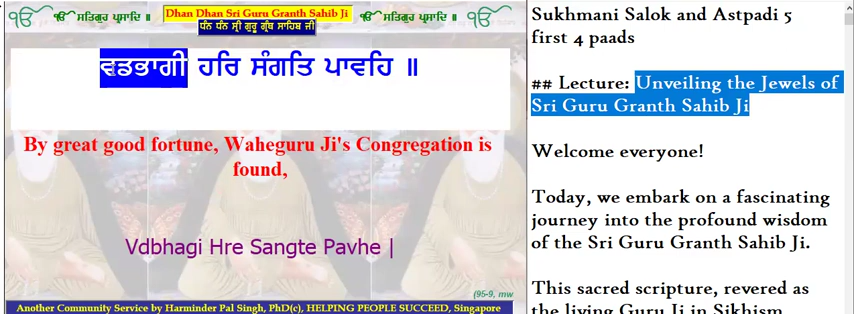 ੴ ੴ ਸਤਿਗੁਰ ਪ੍ਰਸਾਦਿ ॥ Dhan Dhan Sri Guru Granth Sahib Ji ੴ ਸਤਿਗੁਰ ਪ੍ਰਸਾਦਿ ॥ ੴ
ਧੰਨ ਧੰਨ ਸ੍ਰੀ ਗੁਰੂ ਗ੍ਰੰਥ ਸਾਹਿਬ ਜੀ
ਵਡਭਾਗੀ ਹਰਿ ਸੰਗਤਿ ਪਾਵਹਿ ॥
By great good fortune, Waheguru Ji's Congregation is
found,
Vdbhagi Hre Sangte Pavhe |
(95-9, mw
Another Community Service by Harminder Pal Singh, PhD(c), HELPING PEOPLE SUCCEED, Singapore
Sukhmani Salok and Astpadi 5
first 4 paads
## Lecture: Unveiling the Jewels of
Sri Guru Granth Sahib Ji
Welcome everyone!
Today, we embark on a fascinating
journey into the profound wisdom
of the Sri Guru Granth Sahib Ji.
This sacred scripture, revered as
the living Guru Ji in Sikhism